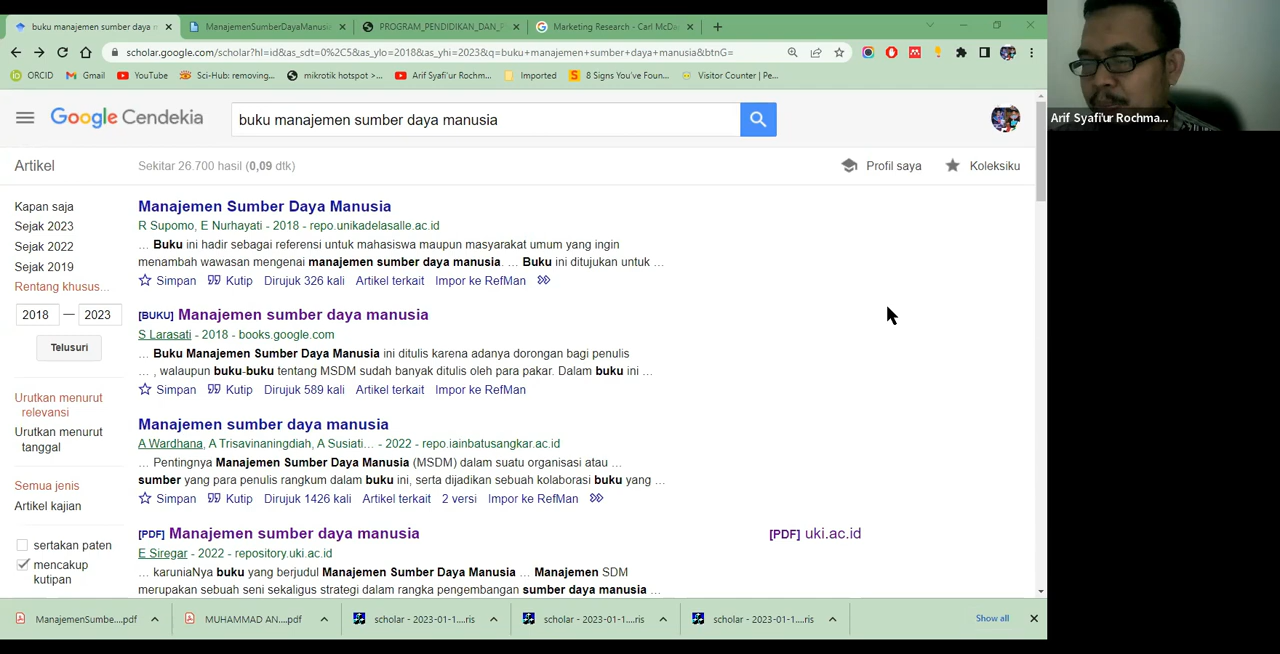 buku manajemen sumber daya m
ManajemenSumberDayaManusia
PROGRAM_PENDIDIKAN_DAN_F
Marketing Research - Carl McDa
scholar.google.com/scholar?hl=id&as_sdt=0%2C5&as_ylo=2018&as_yhi=2023&q=buku+manajemen+sumber+daya+manusia&btnG=
ORCID
Gmail
YouTube
Sci-Hub: removing...
mikrotik hotspot >...
Arif Syafi'ur Rochm...
Imported
8 Signs You've Foun...
Visitor Counter | Pe...
Arif Syafi'ur Rochma...
Google Cendekia
buku manajemen sumber daya manusia
Artikel
Sekitar 26.700 hasil (0,09 dtk)
Profil saya
Koleksiku
Kapan saja
Sejak 2023
Sejak 2022
Sejak 2019
Rentang khusus...
2018 — 2023
Telusuri
Urutkan menurut
relevansi
Urutkan menurut
tanggal
Semua jenis
Artikel kajian
sertakan paten
mencakup
kutipan
Manajemen Sumber Daya Manusia
R Supomo, E Nurhayati - 2018 - repo.unikadelasalle.ac.id
... Buku ini hadir sebagai referensi untuk mahasiswa maupun masyarakat umum yang ingin
menambah wawasan mengenai manajemen sumber daya manusia. ... Buku ini ditujukan untuk ...
Simpan Kutip Dirujuk 326 kali Artikel terkait Impor ke RefMan
[BUKU] Manajemen sumber daya manusia
S Larasati - 2018 - books.google.com
... Buku Manajemen Sumber Daya Manusia ini ditulis karena adanya dorongan bagi penulis
... , walaupun buku-buku tentang MSDM sudah banyak ditulis oleh para pakar. Dalam buku ini ...
Simpan Kutip Dirujuk 589 kali Artikel terkait Impor ke RefMan
Manajemen sumber daya manusia
A Wardhana, A Trisavinaningdiah, A Susiati... - 2022 - repo.iainbatusangkar.ac.id
... Pentingnya Manajemen Sumber Daya Manusia (MSDM) dalam suatu organisasi atau ...
sumber yang para penulis rangkum dalam buku ini, serta dijadikan sebuah kolaborasi buku yang ...
Simpan Kutip Dirujuk 1426 kali Artikel terkait 2 versi Impor ke RefMan
[PDF] Manajemen sumber daya manusia
[PDF] uki.ac.id
E Siregar - 2022 - repository.uki.ac.id
... karuniaNya buku yang berjudul Manajemen Sumber Daya Manusia ... Manajemen SDM
merupakan sebuah seni sekaligus strategi dalam rangka pengembangan sumber daya manusia ...
ManajemenSumbe....pdf
MUHAMMAD AN....pdf
scholar - 2023-01-1....ris
scholar - 2023-01-1....ris
scholar - 2023-01-1....ris
Show all